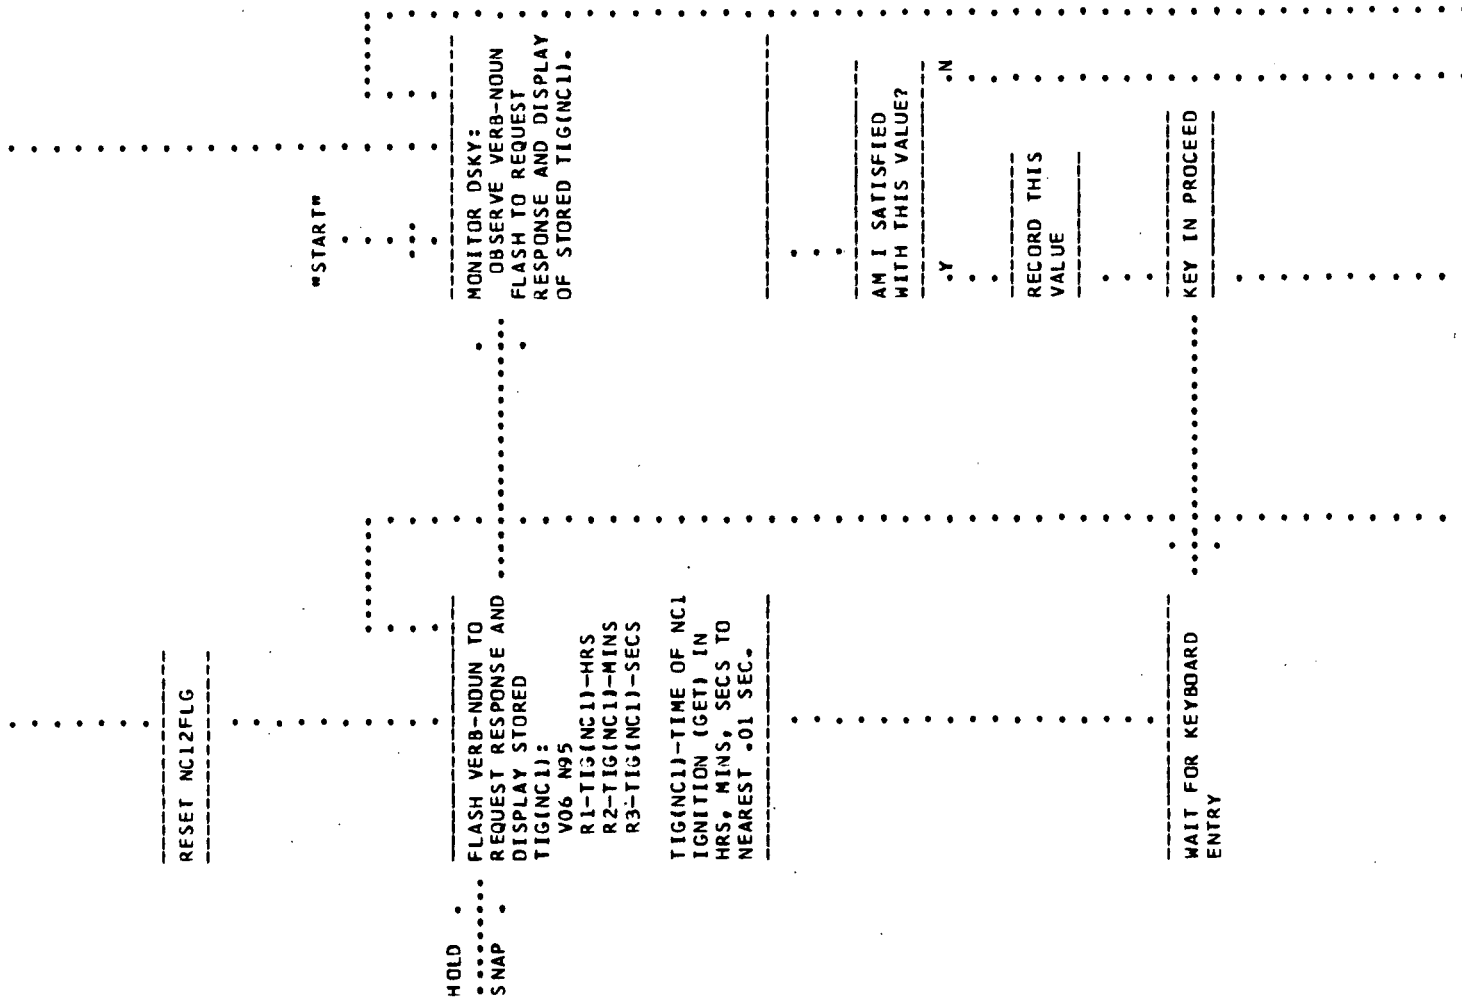 RESET NC12FLG
HOLD
SNAP
FLASH VERB-NOUN TO
REQUEST RESPONSE AND
DISPLAY STORED
TIG(NC1):
V06 N95
R1-TIG(NC1)-HRS
R2-TIG(NC1)-MINS
R3-TIG(NC1)-SECS
TIG(NC1)-TIME OF NC1
IGNITION (GET) IN
HRS, MINS, SECS TO
NEAREST .01 SEC.
WAIT FOR KEYBOARD
ENTRY
"START"
MONITOR DSKY:
OBSERVE VERB-NOUN
FLASH TO REQUEST
RESPONSE AND DISPLAY
OF STORED TIG(NC1).
AM I SATISFIED
WITH THIS VALUE?
Y
N
RECORD THIS
VALUE
KEY IN PROCEED